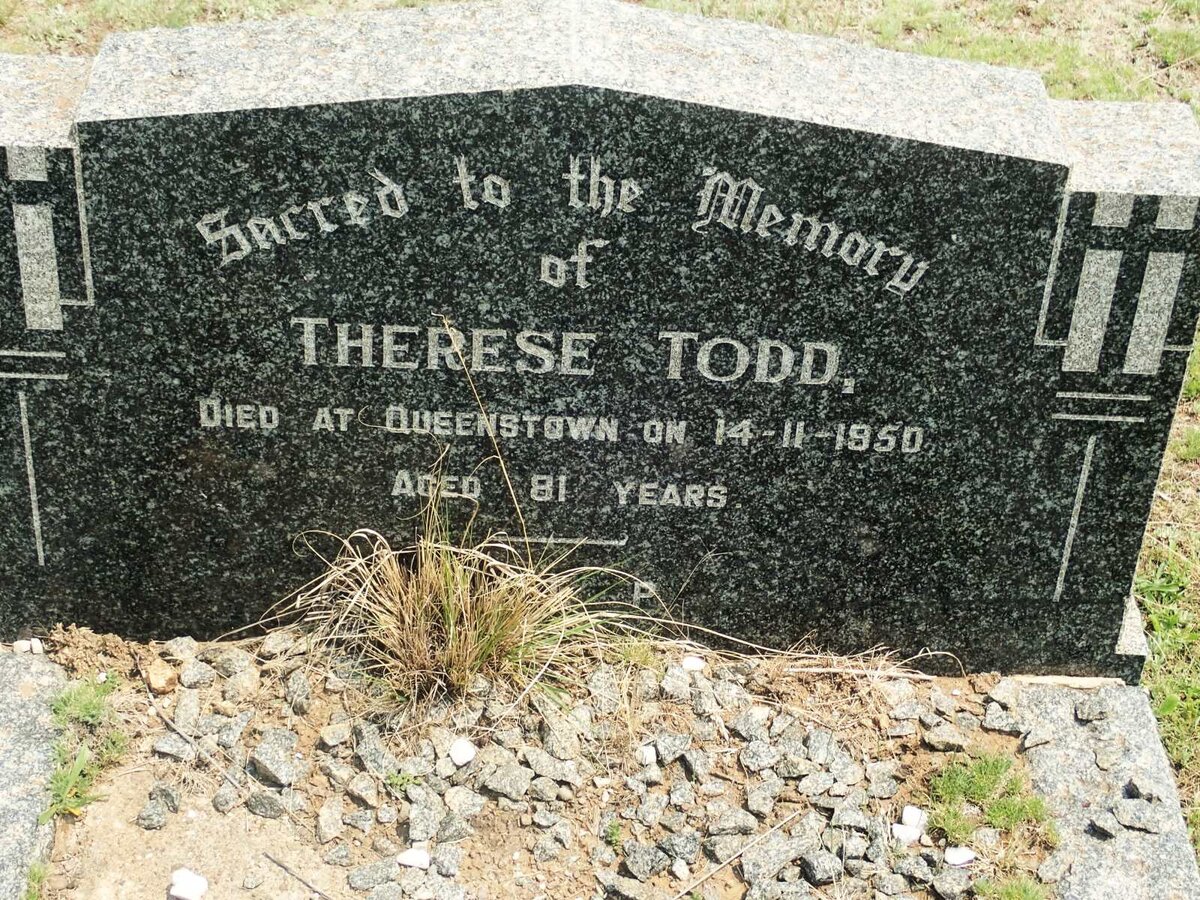 Sacred to the Memory
of
THERESE TODD.
DIED AT QUEENSTOWN ON 14-11-1950.
AGED 81 YEARS.
P